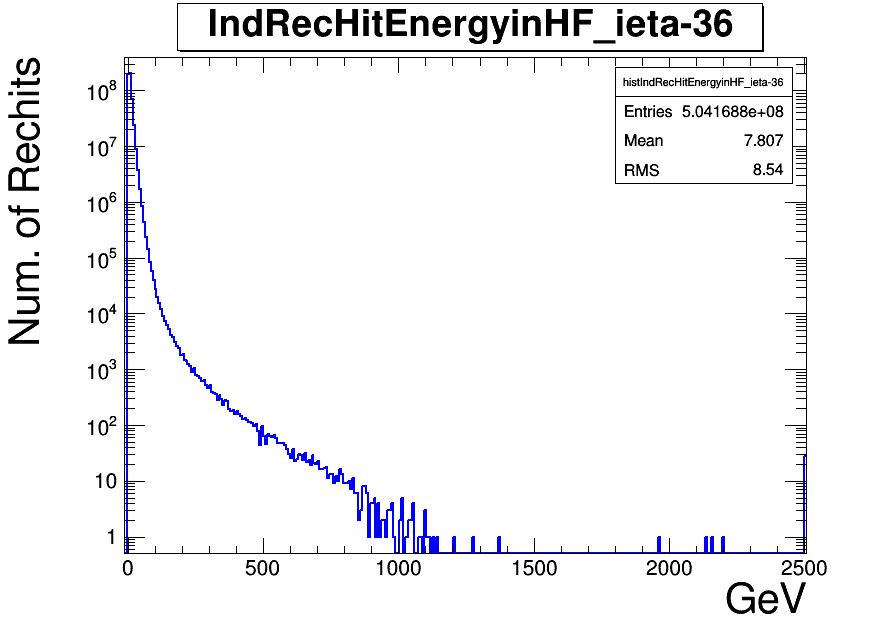 IndRecHitEnergyinHF_ieta-36
histIndRecHitEnergyinHF_ieta-36
Entries 5.041688e+08
Mean 7.807
RMS 8.54
Num. of Rechits
10^8
10^7
10^6
10^5
10^4
10^3
10^2
10
1
0 500 1000 1500 2000 2500
GeV